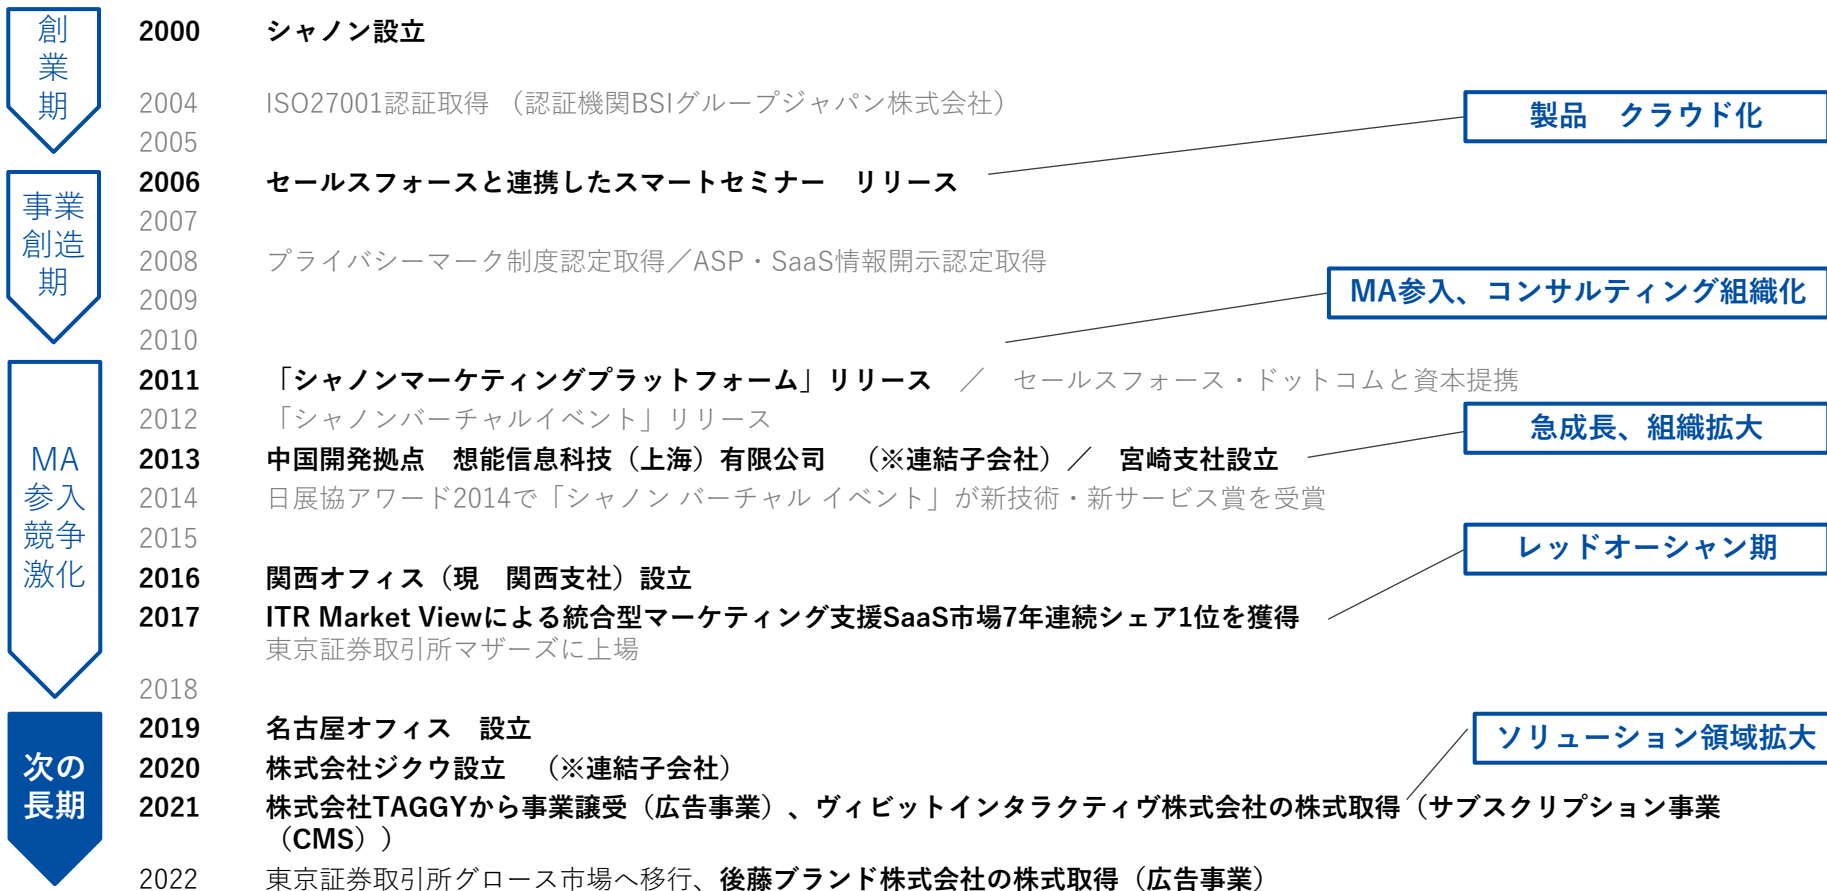 創業期
2000 シャノン設立
2004 ISO27001認証取得 （認証機関BSIグループジャパン株式会社）
製品　クラウド化
2005
事業創造期
2006 セールスフォースと連携したスマートセミナー　リリース
2007
2008 プライバシーマーク制度認定取得／ASP・SaaS情報開示認定取得
MA参入、コンサルティング組織化
2009
2010
MA参入競争激化
2011 「シャノンマーケティングプラットフォーム」リリース　／　セールスフォース・ドットコムと資本提携
2012 「シャノンバーチャルイベント」リリース
急成長、組織拡大
2013 中国開発拠点　想能信息科技（上海）有限公司　（※連結子会社）／　宮崎支社設立
2014 日展協アワード2014で「シャノン バーチャル イベント」が新技術・新サービス賞を受賞
2015
レッドオーシャン期
2016 関西オフィス（現　関西支社）設立
2017 ITR Market Viewによる統合型マーケティング支援SaaS市場7年連続シェア1位を獲得
東京証券取引所マザーズに上場
2018
次の長期
2019 名古屋オフィス　設立
ソリューション領域拡大
2020 株式会社ジクウ設立　（※連結子会社）
2021 株式会社TAGGYから事業譲受（広告事業）、ヴィビットインタラクティヴ株式会社の株式取得（サブスクリプション事業
（CMS））
2022 東京証券取引所グロース市場へ移行、後藤ブランド株式会社の株式取得（広告事業）